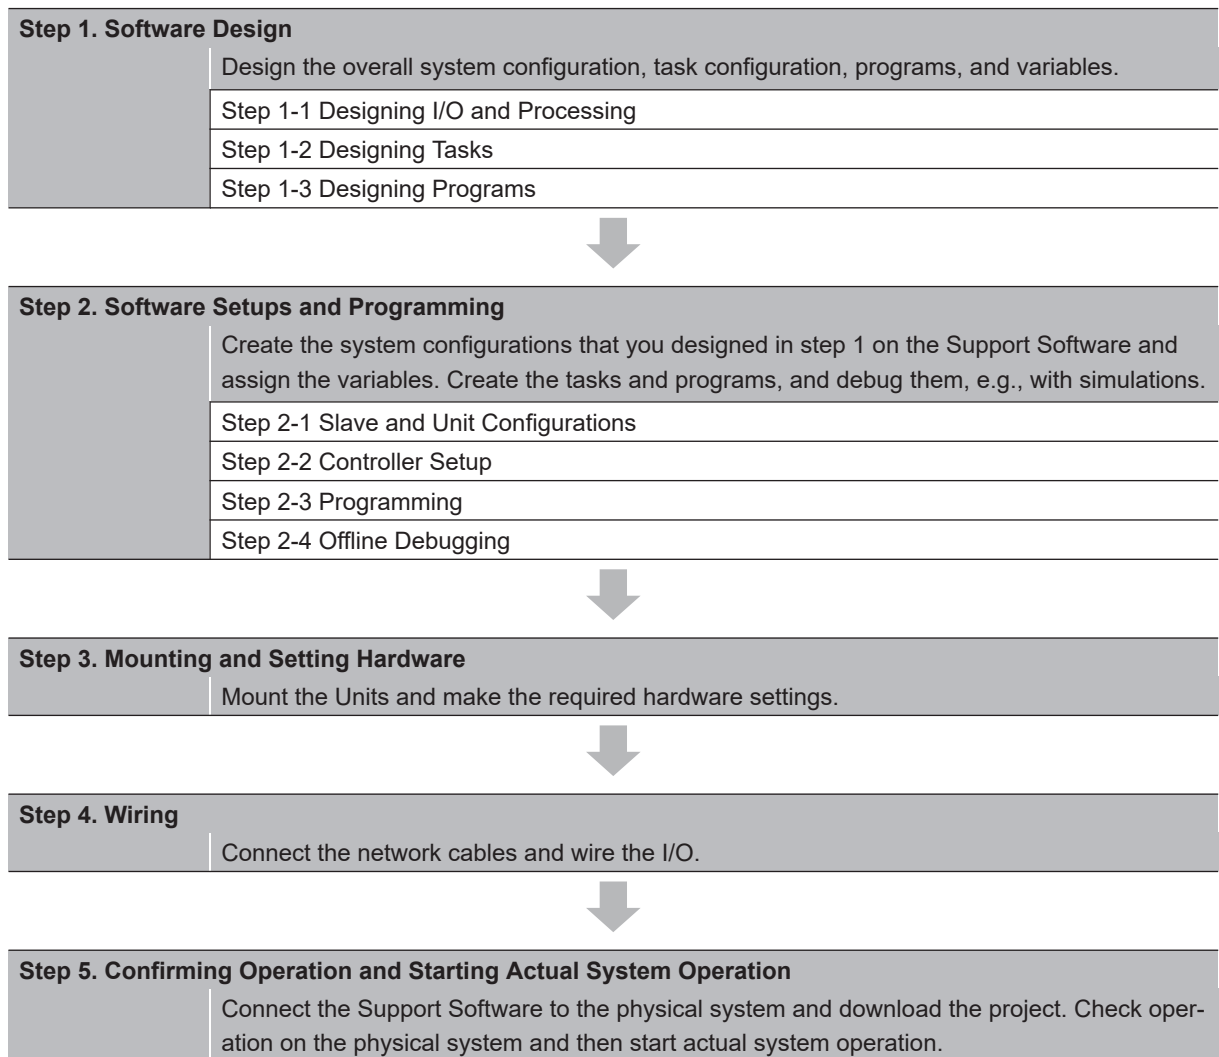 Step 1. Software Design
Design the overall system configuration, task configuration, programs, and variables.
Step 1-1 Designing I/O and Processing
Step 1-2 Designing Tasks
Step 1-3 Designing Programs
Step 2. Software Setups and Programming
Create the system configurations that you designed in step 1 on the Support Software and
assign the variables. Create the tasks and programs, and debug them, e.g., with simulations.
Step 2-1 Slave and Unit Configurations
Step 2-2 Controller Setup
Step 2-3 Programming
Step 2-4 Offline Debugging
Step 3. Mounting and Setting Hardware
Mount the Units and make the required hardware settings.
Step 4. Wiring
Connect the network cables and wire the I/O.
Step 5. Confirming Operation and Starting Actual System Operation
Connect the Support Software to the physical system and download the project. Check oper-
ation on the physical system and then start actual system operation.